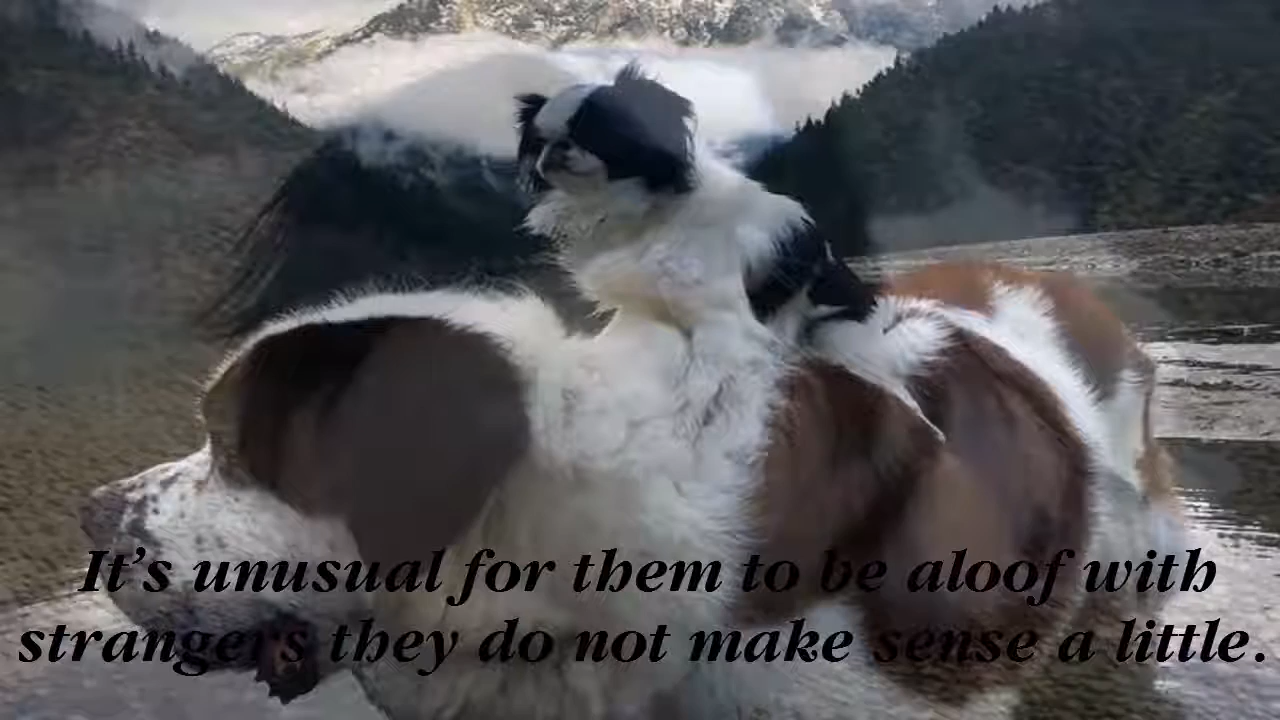 It's unusual for them to be aloof with
strangers they do not make sense a little.